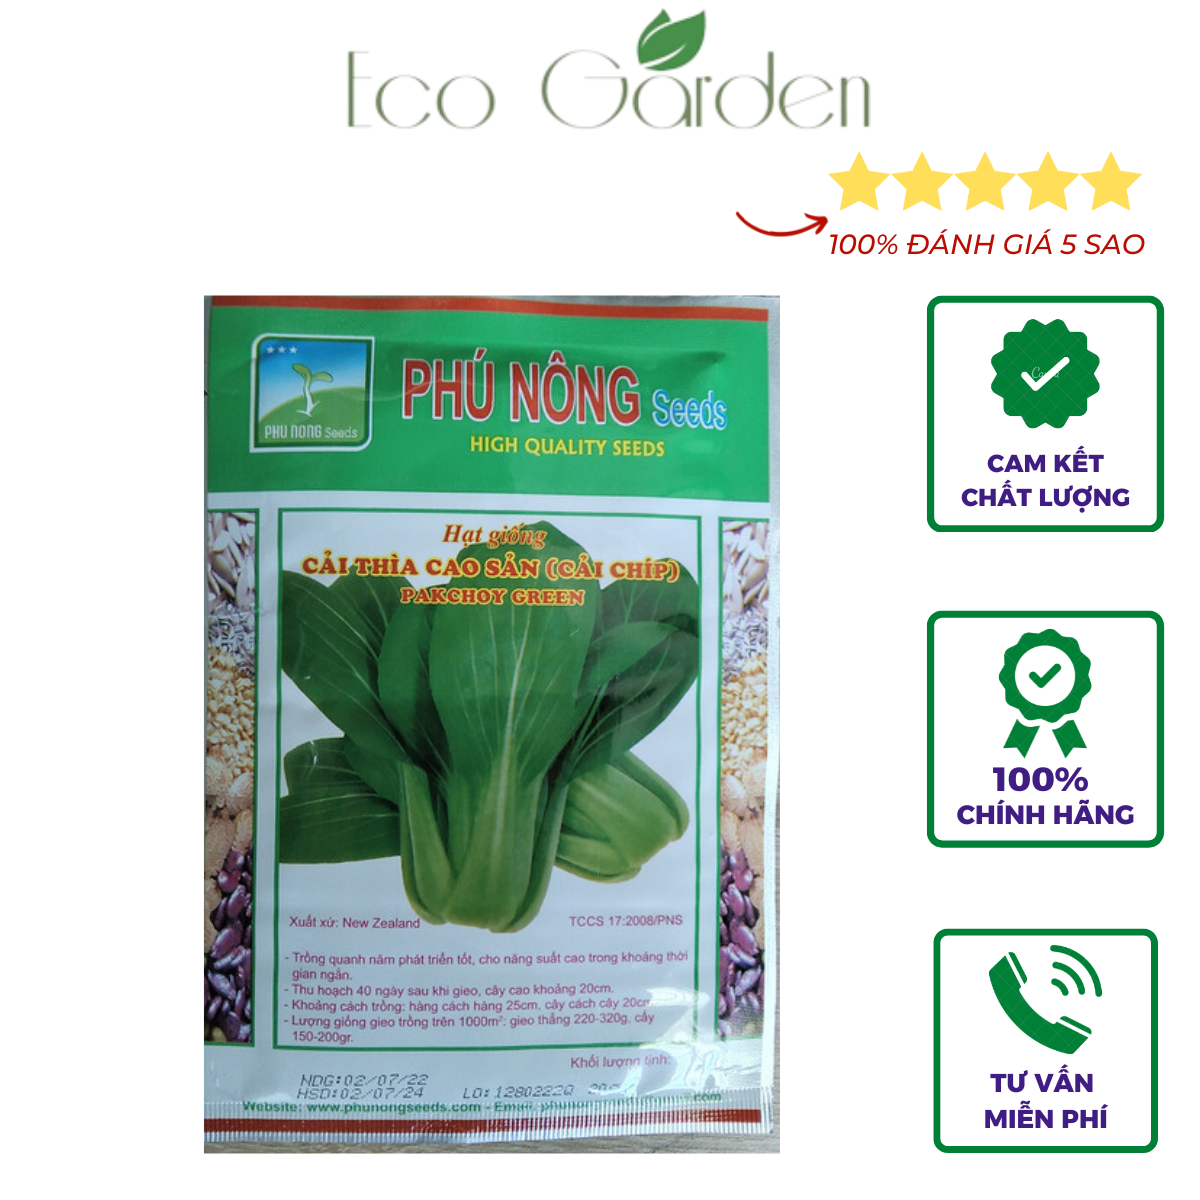 Eco Garden
100% ĐÁNH GIÁ 5 SAO
PHU NONG Seeds
PHÚ NÔNG Seeds
HIGH QUALITY SEEDS
Hạt giống
CẢI THÌA CAO SẢN (CẢI CHÍP)
PAKCHOY GREEN
Xuất xứ: New Zealand
TCCS 17:2008/PNS
- Trồng quanh năm phát triển tốt, cho năng suất cao trong khoảng thời
gian ngắn.
- Thu hoạch 40 ngày sau khi gieo, cây cao khoảng 20cm.
- Khoảng cách trồng: hàng cách hàng 25cm, cây cách cây 20cm
- Lượng giống gieo trồng trên 1000m²: gieo thẳng 220-320g, cấy
150-200gr.
Khối lượng tịnh:
NDG:02/07/22
HSD:02/07/24
LO:1280222Q
Website: www.phunongseeds.com - Email:
CAM KẾT
CHẤT LƯỢNG
100%
CHÍNH HÃNG
TƯ VẤN
MIỄN PHÍ